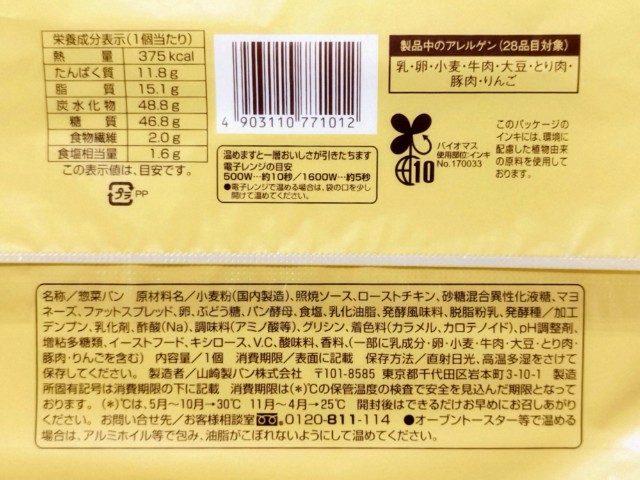 栄養成分表示(1個当たり)
熱量 375kcal
たんぱく質 11.8g
脂質 15.1g
炭水化物 48.8g
糖質 46.8g
食物繊維 2.0g
食塩相当量 1.6g
この表示値は、目安です。
プラ PP
4 903110 771012
温めますと一層おいしさが引きたちます
電子レンジの目安
500W…約10秒/1600W…約5秒
●電子レンジで温める場合は、袋の口を少し
開けて温めてください。
製品中のアレルゲン(28品目対象)
乳・卵・小麦・牛肉・大豆・とり肉・
豚肉・りんご
10
バイオマス
使用部位:インキ
No.170033
このパッケージの
インキには、環境に
配慮した植物由来
の原料を使用して
おります。
名称/惣菜パン 原材料名/小麦粉(国内製造)、照焼ソース、ローストチキン、砂糖混合異性化液糖、マヨ
ネーズ、ファットスプレッド、卵、ぶどう糖、パン酵母、食塩、乳化油脂、発酵風味料、脱脂粉乳、発酵種/加工
デンプン、乳化剤、酢酸(Na)、調味料(アミノ酸等)、グリシン、着色料(カラメル、カロテノイド)、pH調整剤、
増粘多糖類、イーストフード、キシロース、V.C、酸味料、香料、(一部に乳成分・卵・小麦・牛肉・大豆・とり肉・
豚肉・りんごを含む) 内容量/1個 消費期限/表面に記載 保存方法/直射日光、高温多湿をさけて
保存してください。 製造者/山崎製パン株式会社 〒101-8585 東京都千代田区岩本町3-10-1 製造
所固有記号は消費期限の下に記載 消費期限は(*)℃の保管温度の検査で安全を見込んだ期限となって
おります。(*)℃は、5月〜10月→30℃ 11月〜4月→25℃ 開封後はできるだけお早めにお召しあがり
ください。お問い合せ先/お客様相談室 0120-811-114 ●オーブントースター等で温める
場合は、アルミホイル等で包み、油脂がこぼれないようにして温めてください。